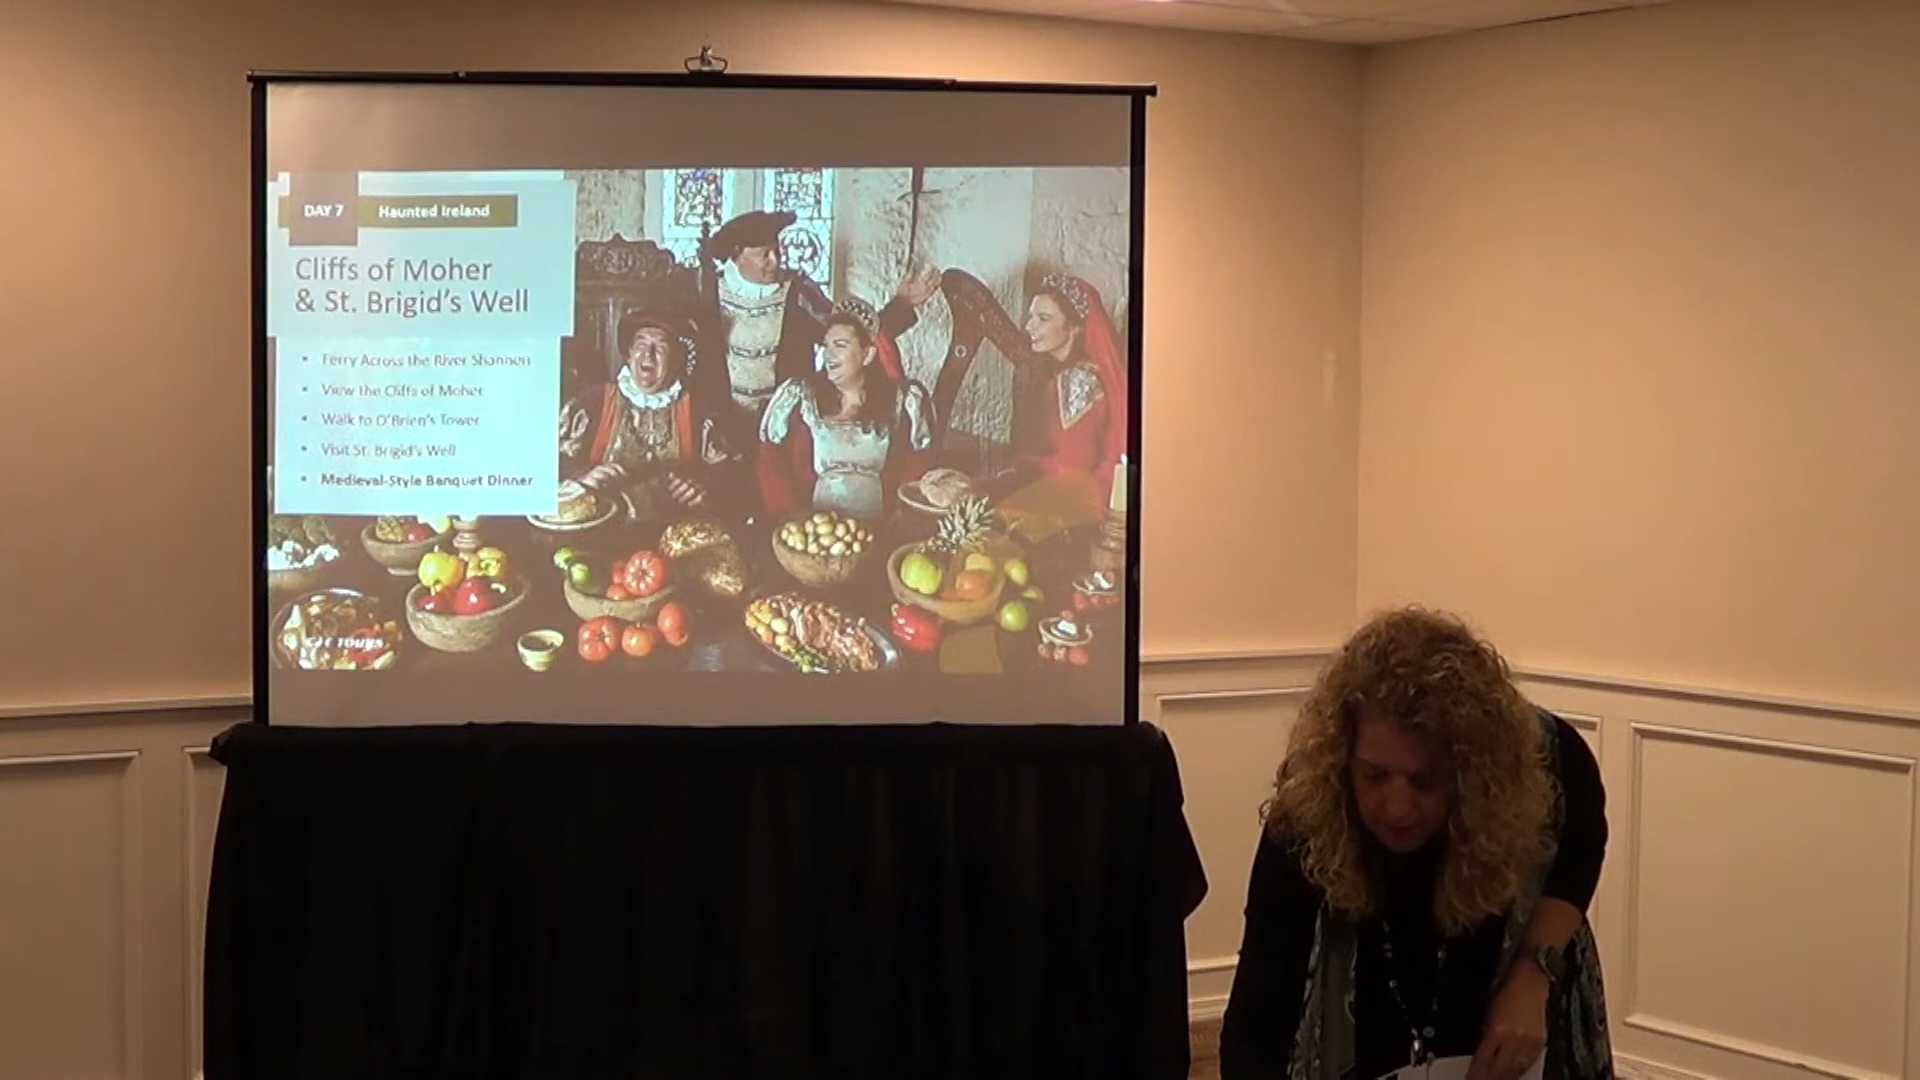 DAY 7
Haunted Ireland
Cliffs of Moher
& St. Brigid's Well
• Ferry Across the River Shannon
• View the Cliffs of Moher
• Walk to O'Brien's Tower
• Visit St. Brigid's Well
• Medieval-Style Banquet Dinner
TOURS